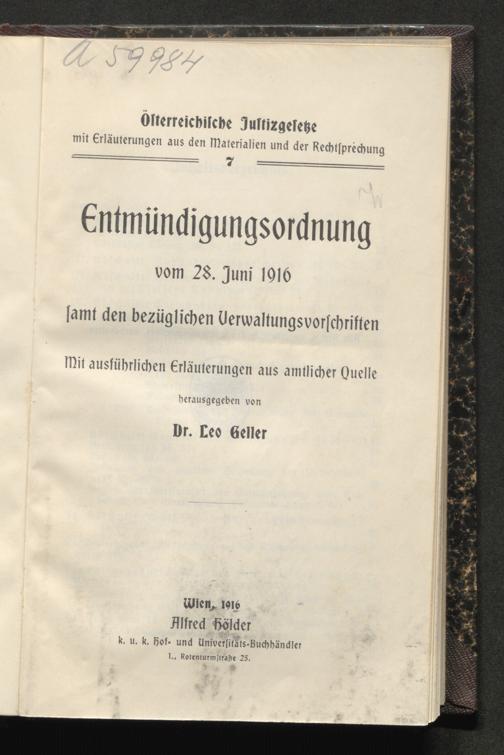 A 59984
Öſterreichiſche Juſtizgeſetze
mit Erläuterungen aus den Materialien und der Rechtſprechung
7
Entmündigungsordnung
vom 28. Juni 1916
ſamt den bezüglichen Verwaltungsvorſchriften
Mit ausführlichen Erläuterungen aus amtlicher Quelle
herausgegeben von
Dr. Leo Geller
Wien, 1916
Alfred Hölder
k. u. k. Hof- und Univerſitäts-Buchhändler
I., Rotenturmſtraße 25.